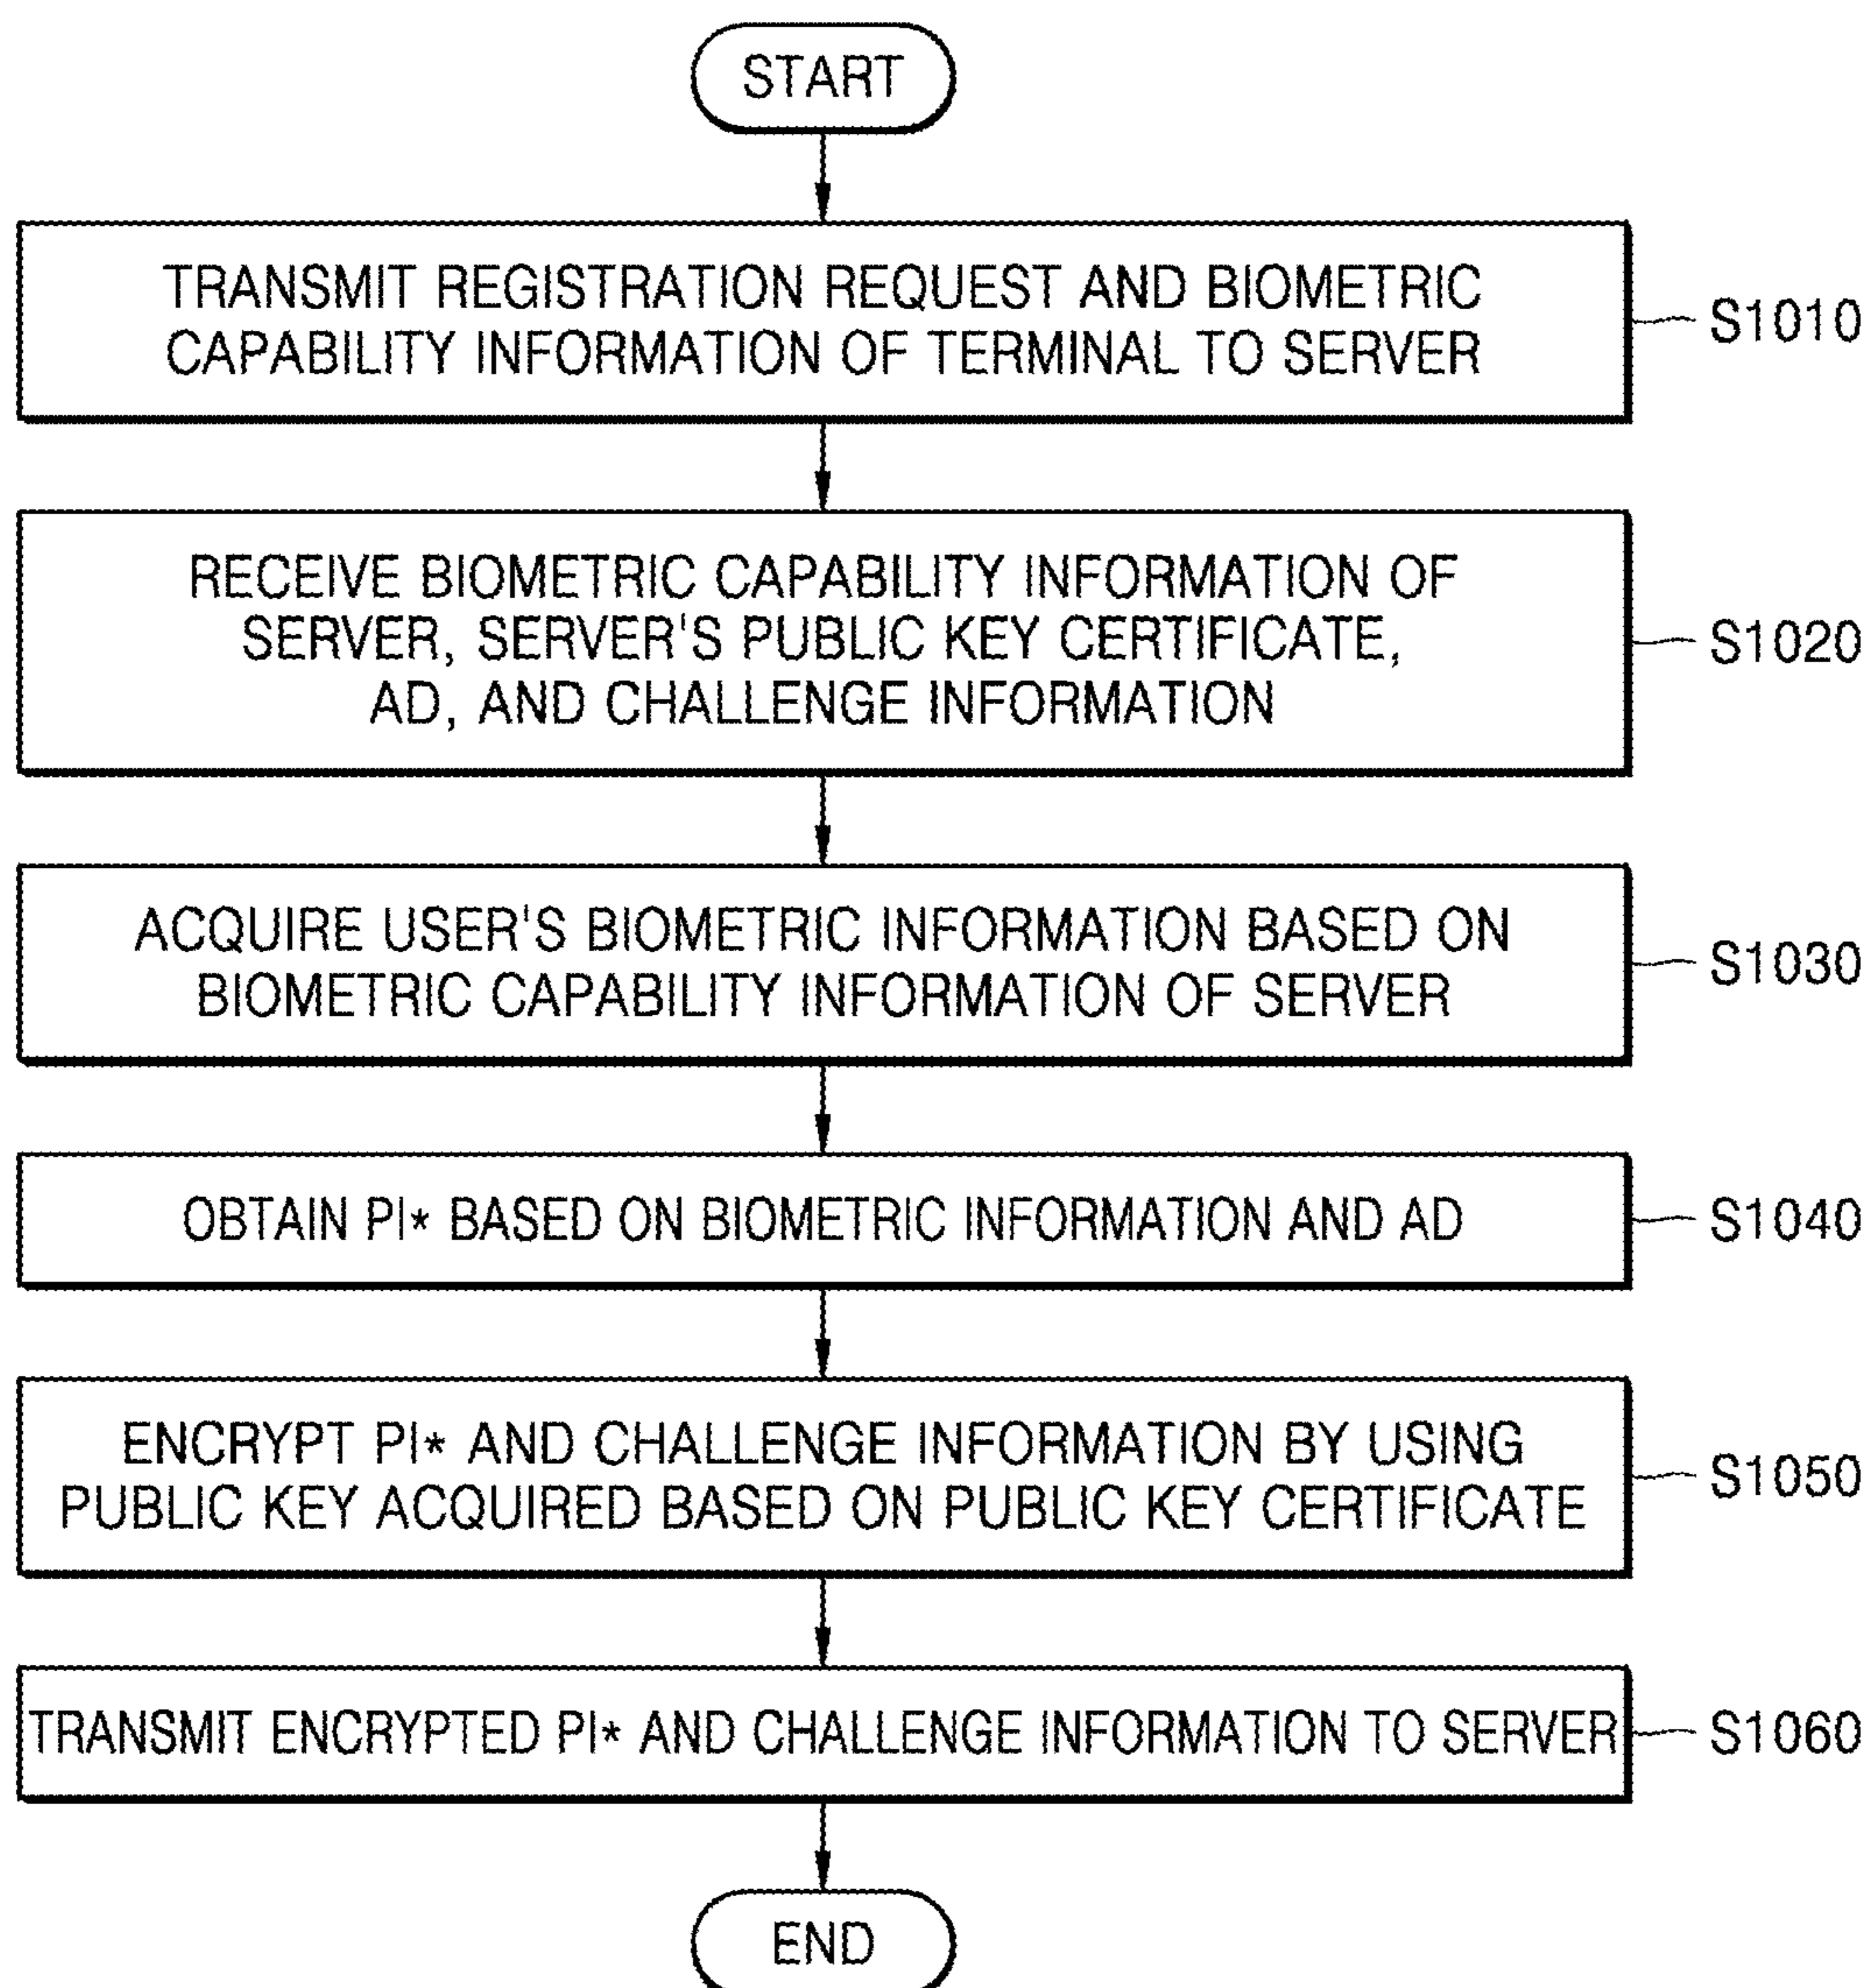 START
TRANSMIT REGISTRATION REQUEST AND BIOMETRIC
CAPABILITY INFORMATION OF TERMINAL TO SERVER
S1010
RECEIVE BIOMETRIC CAPABILITY INFORMATION OF
SERVER, SERVER'S PUBLIC KEY CERTIFICATE,
AD, AND CHALLENGE INFORMATION
S1020
ACQUIRE USER'S BIOMETRIC INFORMATION BASED ON
BIOMETRIC CAPABILITY INFORMATION OF SERVER
S1030
OBTAIN PI* BASED ON BIOMETRIC INFORMATION AND AD
S1040
ENCRYPT PI* AND CHALLENGE INFORMATION BY USING
PUBLIC KEY ACQUIRED BASED ON PUBLIC KEY CERTIFICATE
S1050
TRANSMIT ENCRYPTED PI* AND CHALLENGE INFORMATION TO SERVER
S1060
END